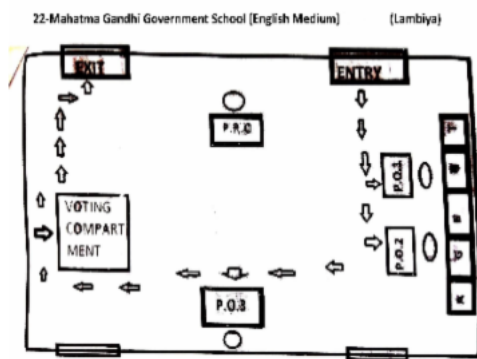 22-Mahatma Gandhi Government School [English Medium] (Lambiya)
EXIT
ENTRY
P.R.O
P.O.1
VOTING
COMPART
MENT
P.O.2
P.O.3